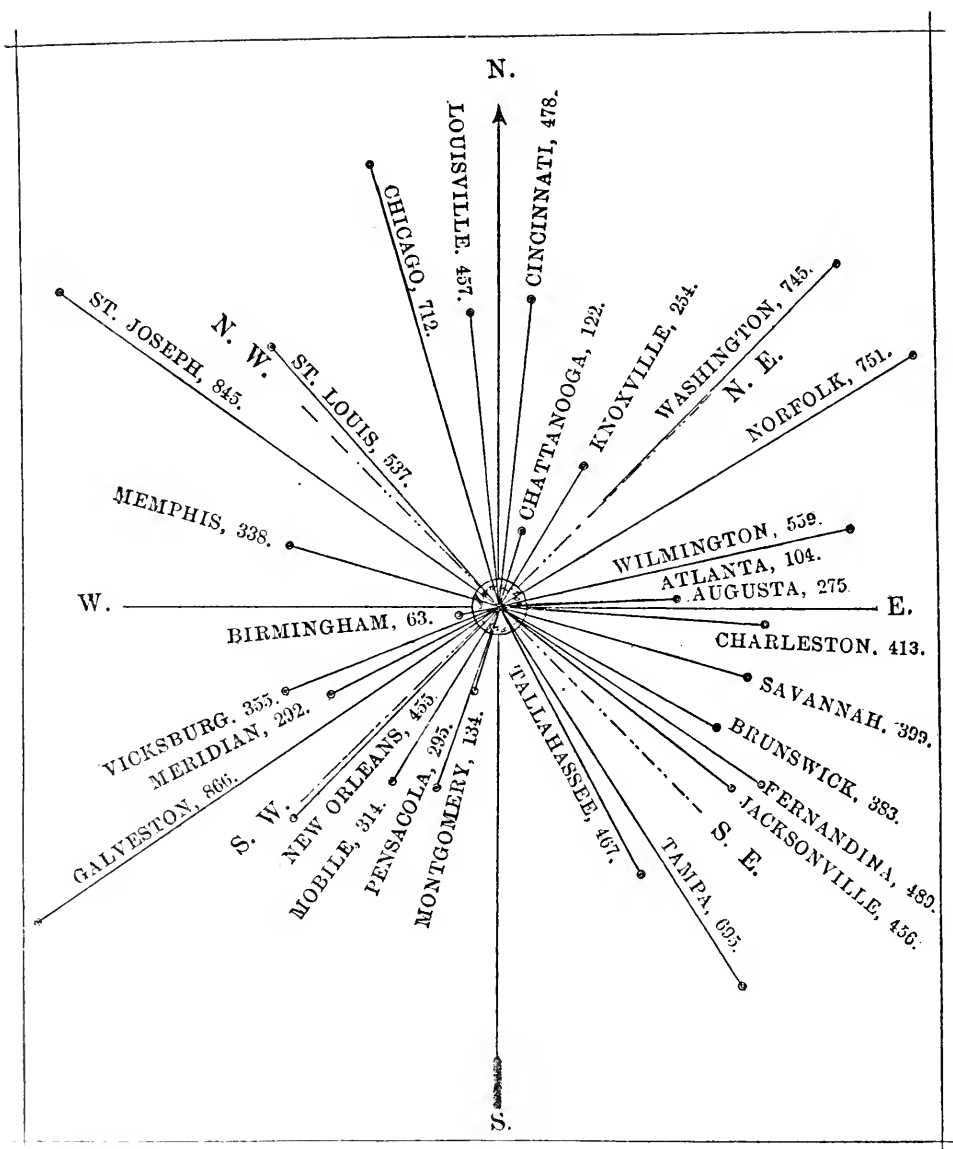 N.
LOUISVILLE. 457.
CINCINNATI, 478.
CHICAGO, 712.
ST. JOSEPH, 845.
N. W.
ST. LOUIS, 537.
CHATTANOOGA, 122.
KNOXVILLE, 254.
WASHINGTON, 745.
N. E.
NORFOLK, 751.
MEMPHIS, 338.
WILMINGTON, 559.
ATLANTA, 104.
AUGUSTA, 275
W.
E.
BIRMINGHAM, 63.
CHARLESTON. 413.
SAVANNAH. 399.
VICKSBURG. 355.
MERIDIAN, 292.
GALVESTON, 866.
S. W.
NEW ORLEANS, 455
MOBILE, 314.
PENSACOLA, 295.
MONTGOMERY, 134.
TALLAHASSEE, 467.
TAMPA, 695.
BRUNSWICK. 383.
FERNANDINA, 489.
JACKSONVILLE, 456.
S. E.
S.